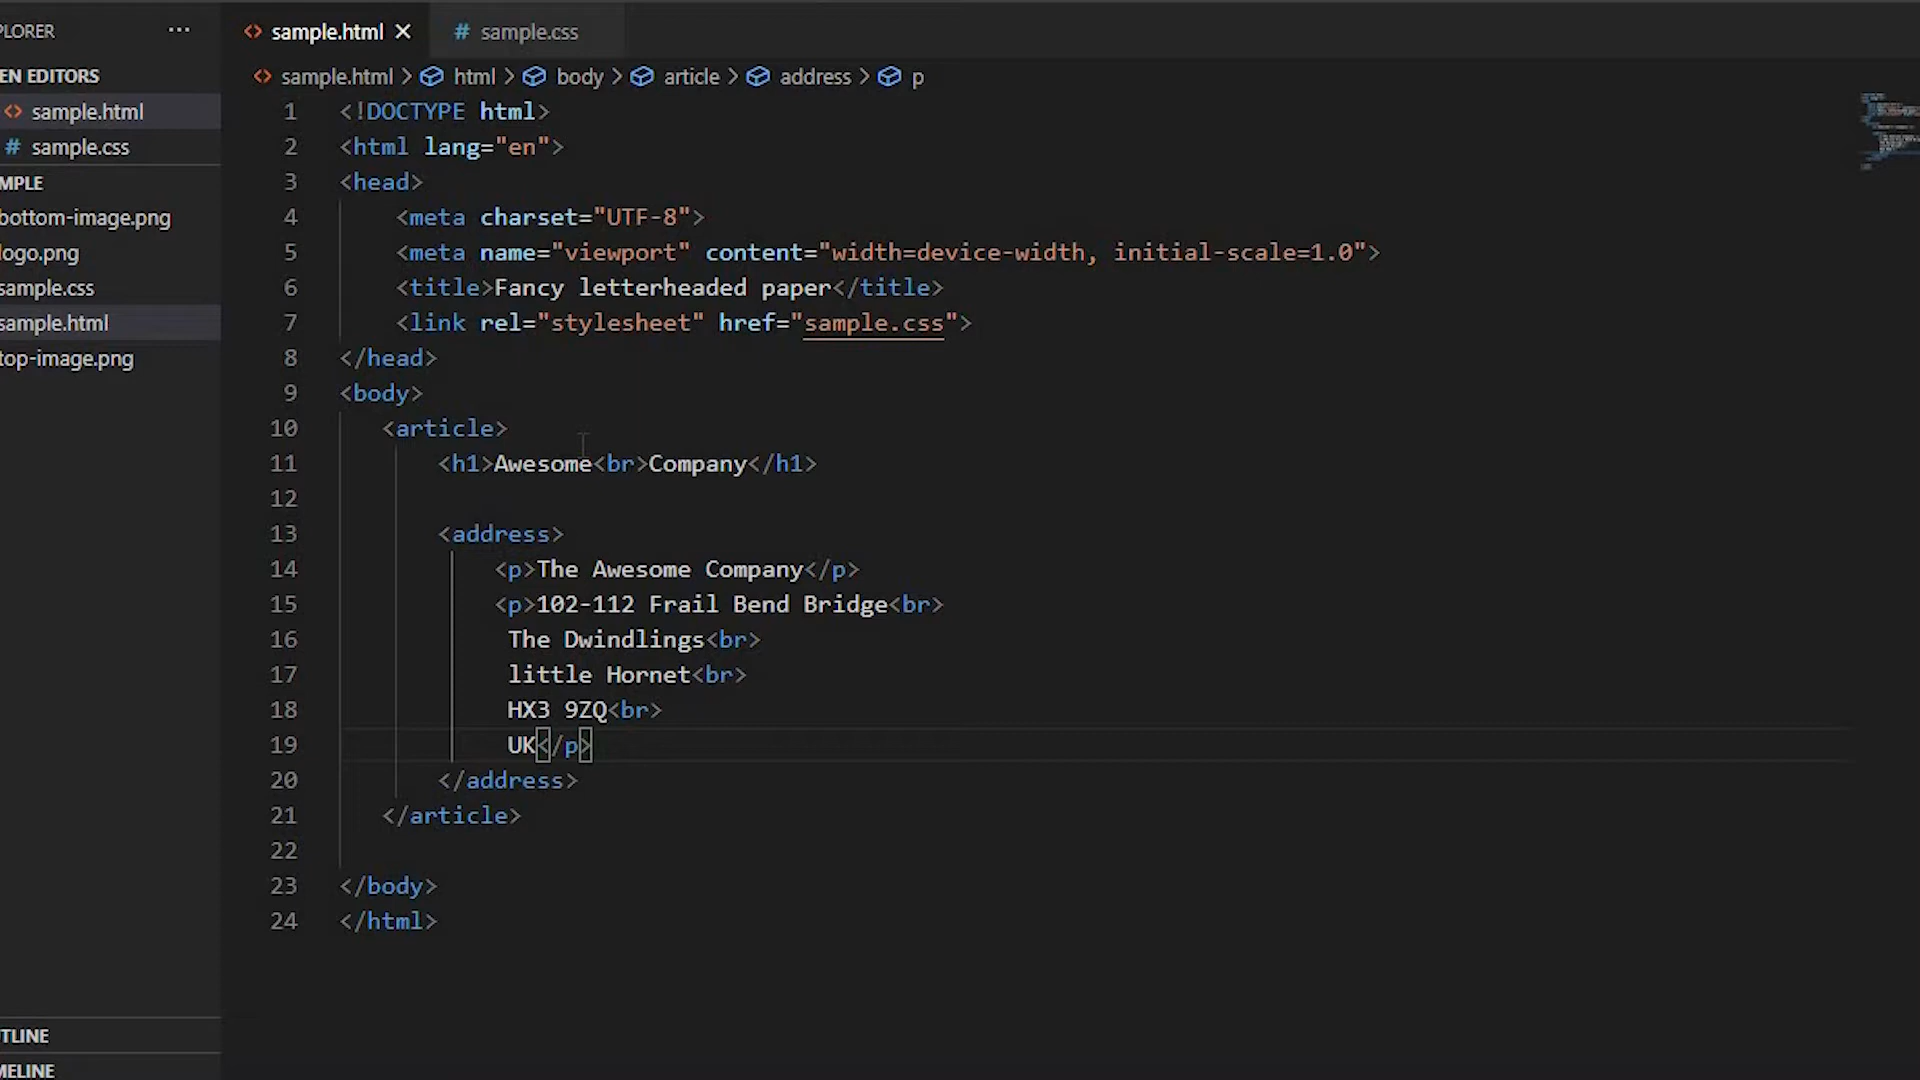 PLORER ...
sample.html
sample.css
EN EDITORS
sample.html
sample.css
MPLE
bottom-image.png
logo.png
sample.css
sample.html
top-image.png
TLINE
MELINE
sample.html > html > body > article > address > p
1 <!DOCTYPE html>
2 <html lang="en">
3 <head>
4 <meta charset="UTF-8">
5 <meta name="viewport" content="width=device-width, initial-scale=1.0">
6 <title>Fancy letterheaded paper</title>
7 <link rel="stylesheet" href="sample.css">
8 </head>
9 <body>
10 <article>
11 <h1>Awesome<br>Company</h1>
12
13 <address>
14 <p>The Awesome Company</p>
15 <p>102-112 Frail Bend Bridge<br>
16 The Dwindlings<br>
17 little Hornet<br>
18 HX3 9ZQ<br>
19 UK</p>
20 </address>
21 </article>
22
23 </body>
24 </html>